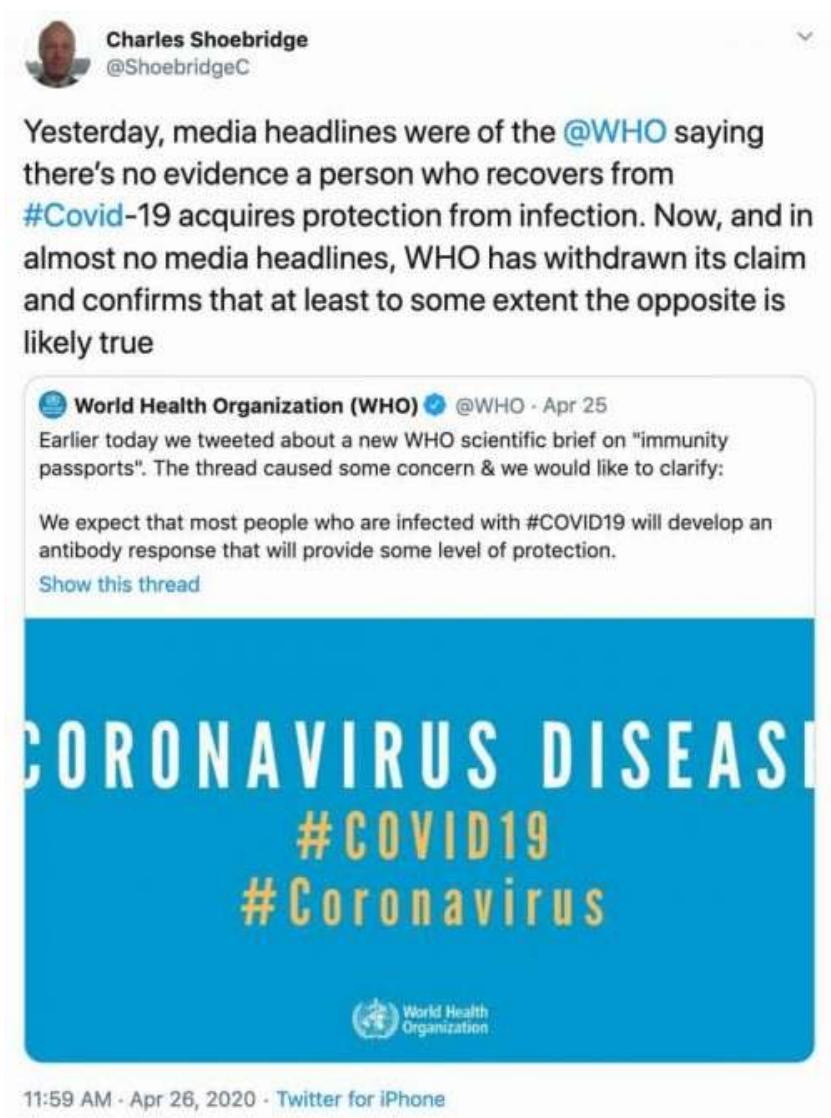 Charles Shoebridge
@ShoebridgeC
Yesterday, media headlines were of the @WHO saying
there's no evidence a person who recovers from
#Covid-19 acquires protection from infection. Now, and in
almost no media headlines, WHO has withdrawn its claim
and confirms that at least to some extent the opposite is
likely true
World Health Organization (WHO) @WHO · Apr 25
Earlier today we tweeted about a new WHO scientific brief on "immunity
passports". The thread caused some concern & we would like to clarify:
We expect that most people who are infected with #COVID19 will develop an
antibody response that will provide some level of protection.
Show this thread
CORONAVIRUS DISEASE
#COVID19
#Coronavirus
World Health
Organization
11:59 AM · Apr 26, 2020 · Twitter for iPhone